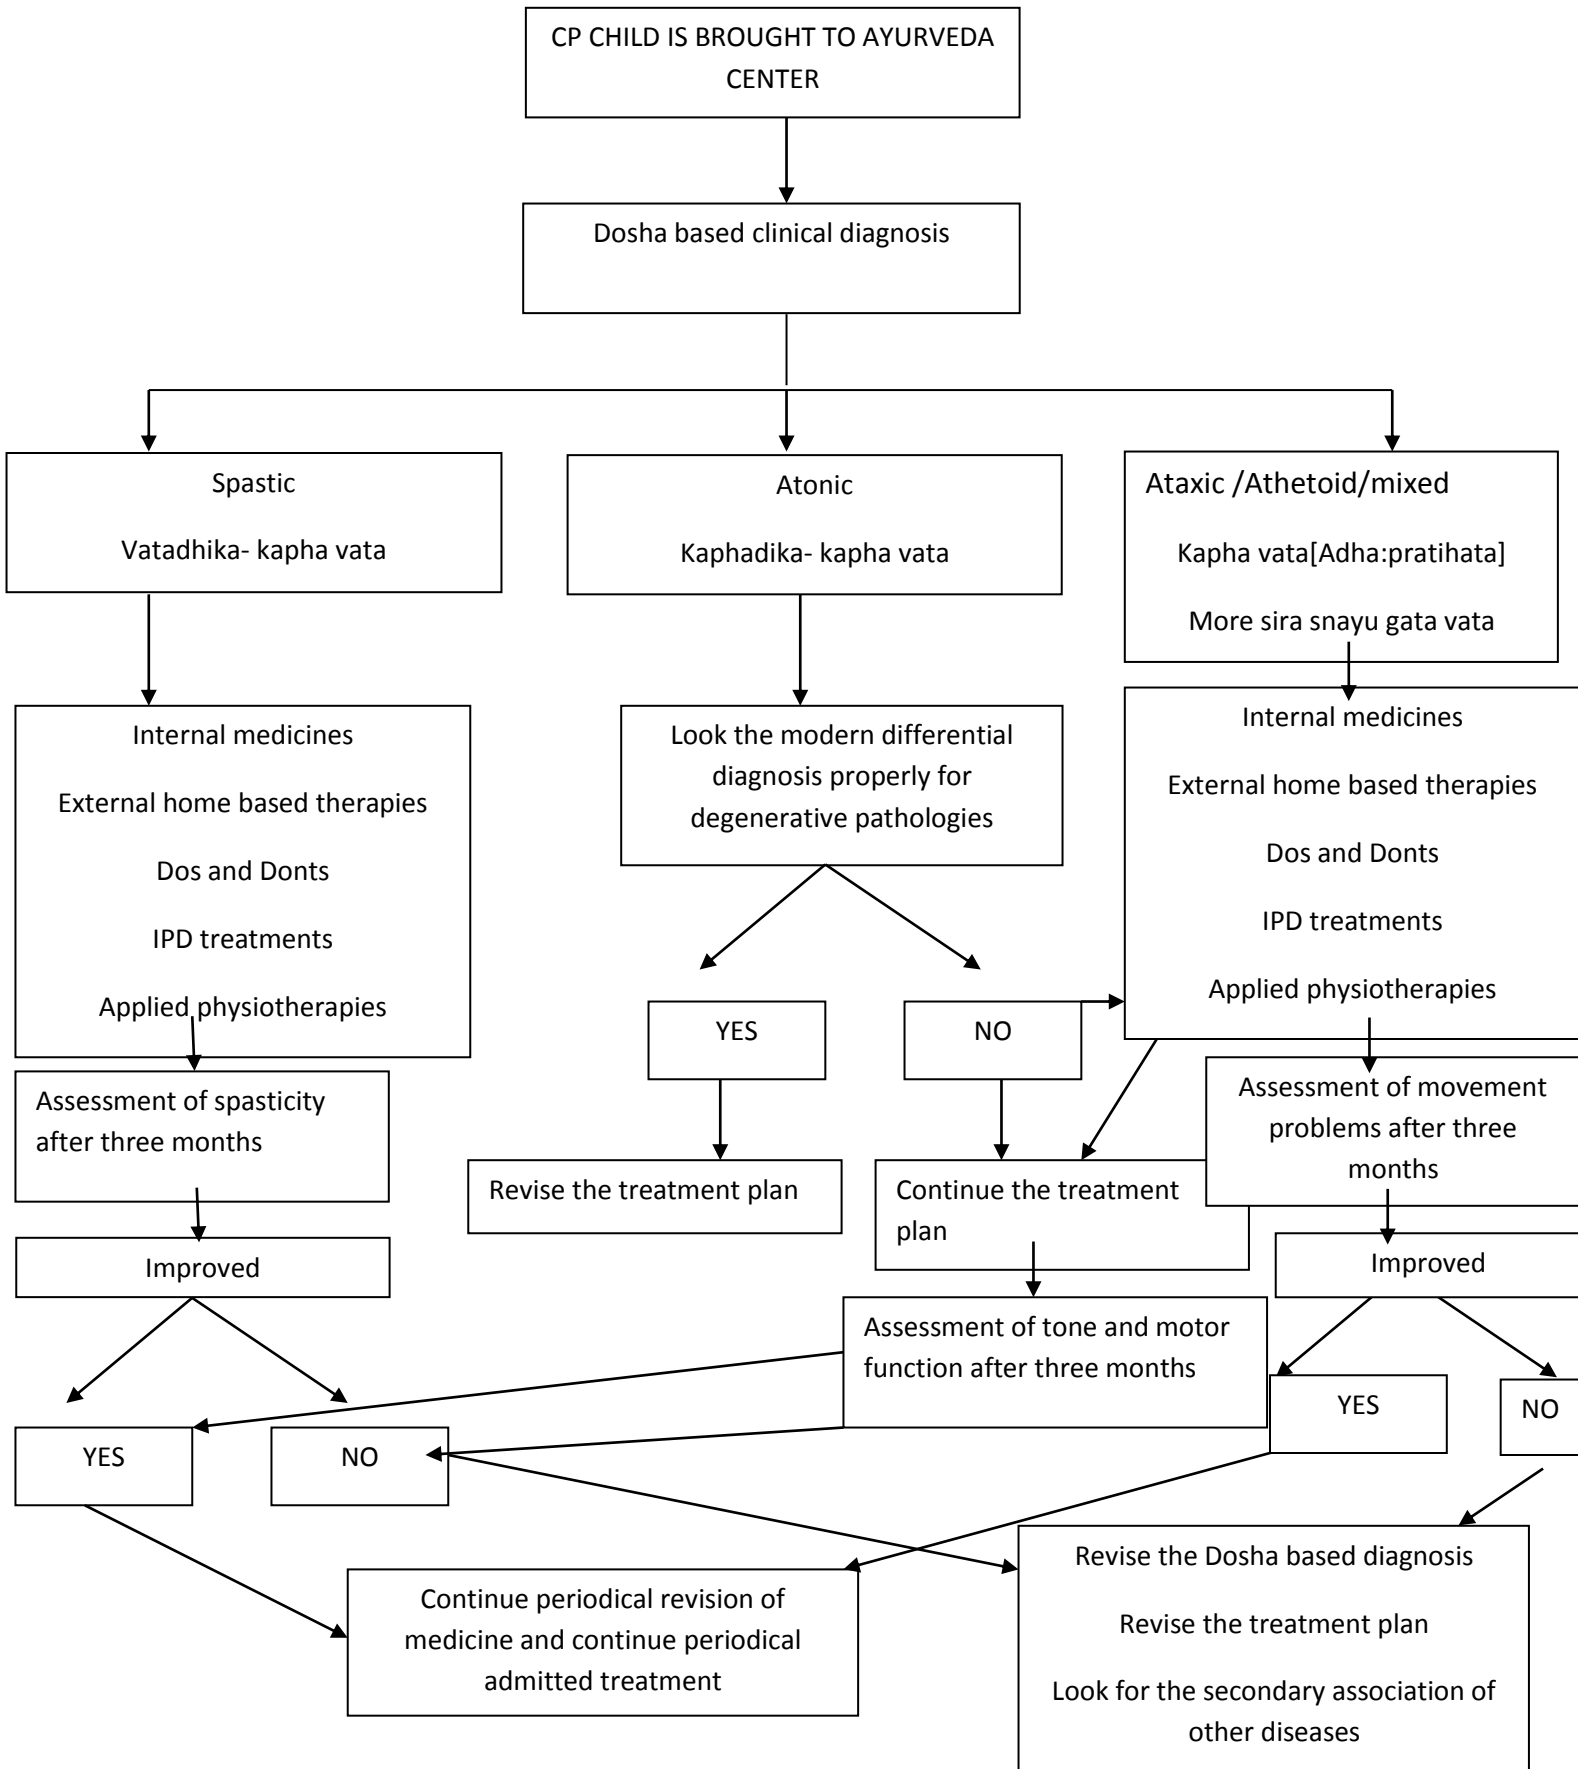 CP CHILD IS BROUGHT TO AYURVEDA
CENTER
Dosha based clinical diagnosis
Spastic
Vatadhika- kapha vata
Atonic
Kaphadika- kapha vata
Ataxic /Athetoid/mixed
Kapha vata[Adha:pratihata]
More sira snayu gata vata
Internal medicines
External home based therapies
Dos and Donts
IPD treatments
Applied physiotherapies
Look the modern differential
diagnosis properly for
degenerative pathologies
Internal medicines
External home based therapies
Dos and Donts
IPD treatments
Applied physiotherapies
YES
NO
Assessment of spasticity
after three months
Revise the treatment plan
Continue the treatment
plan
Assessment of movement
problems after three
months
Improved
Improved
Assessment of tone and motor
function after three months
YES
NO
YES
NO
Continue periodical revision of
medicine and continue periodical
admitted treatment
Revise the Dosha based diagnosis
Revise the treatment plan
Look for the secondary association of
other diseases